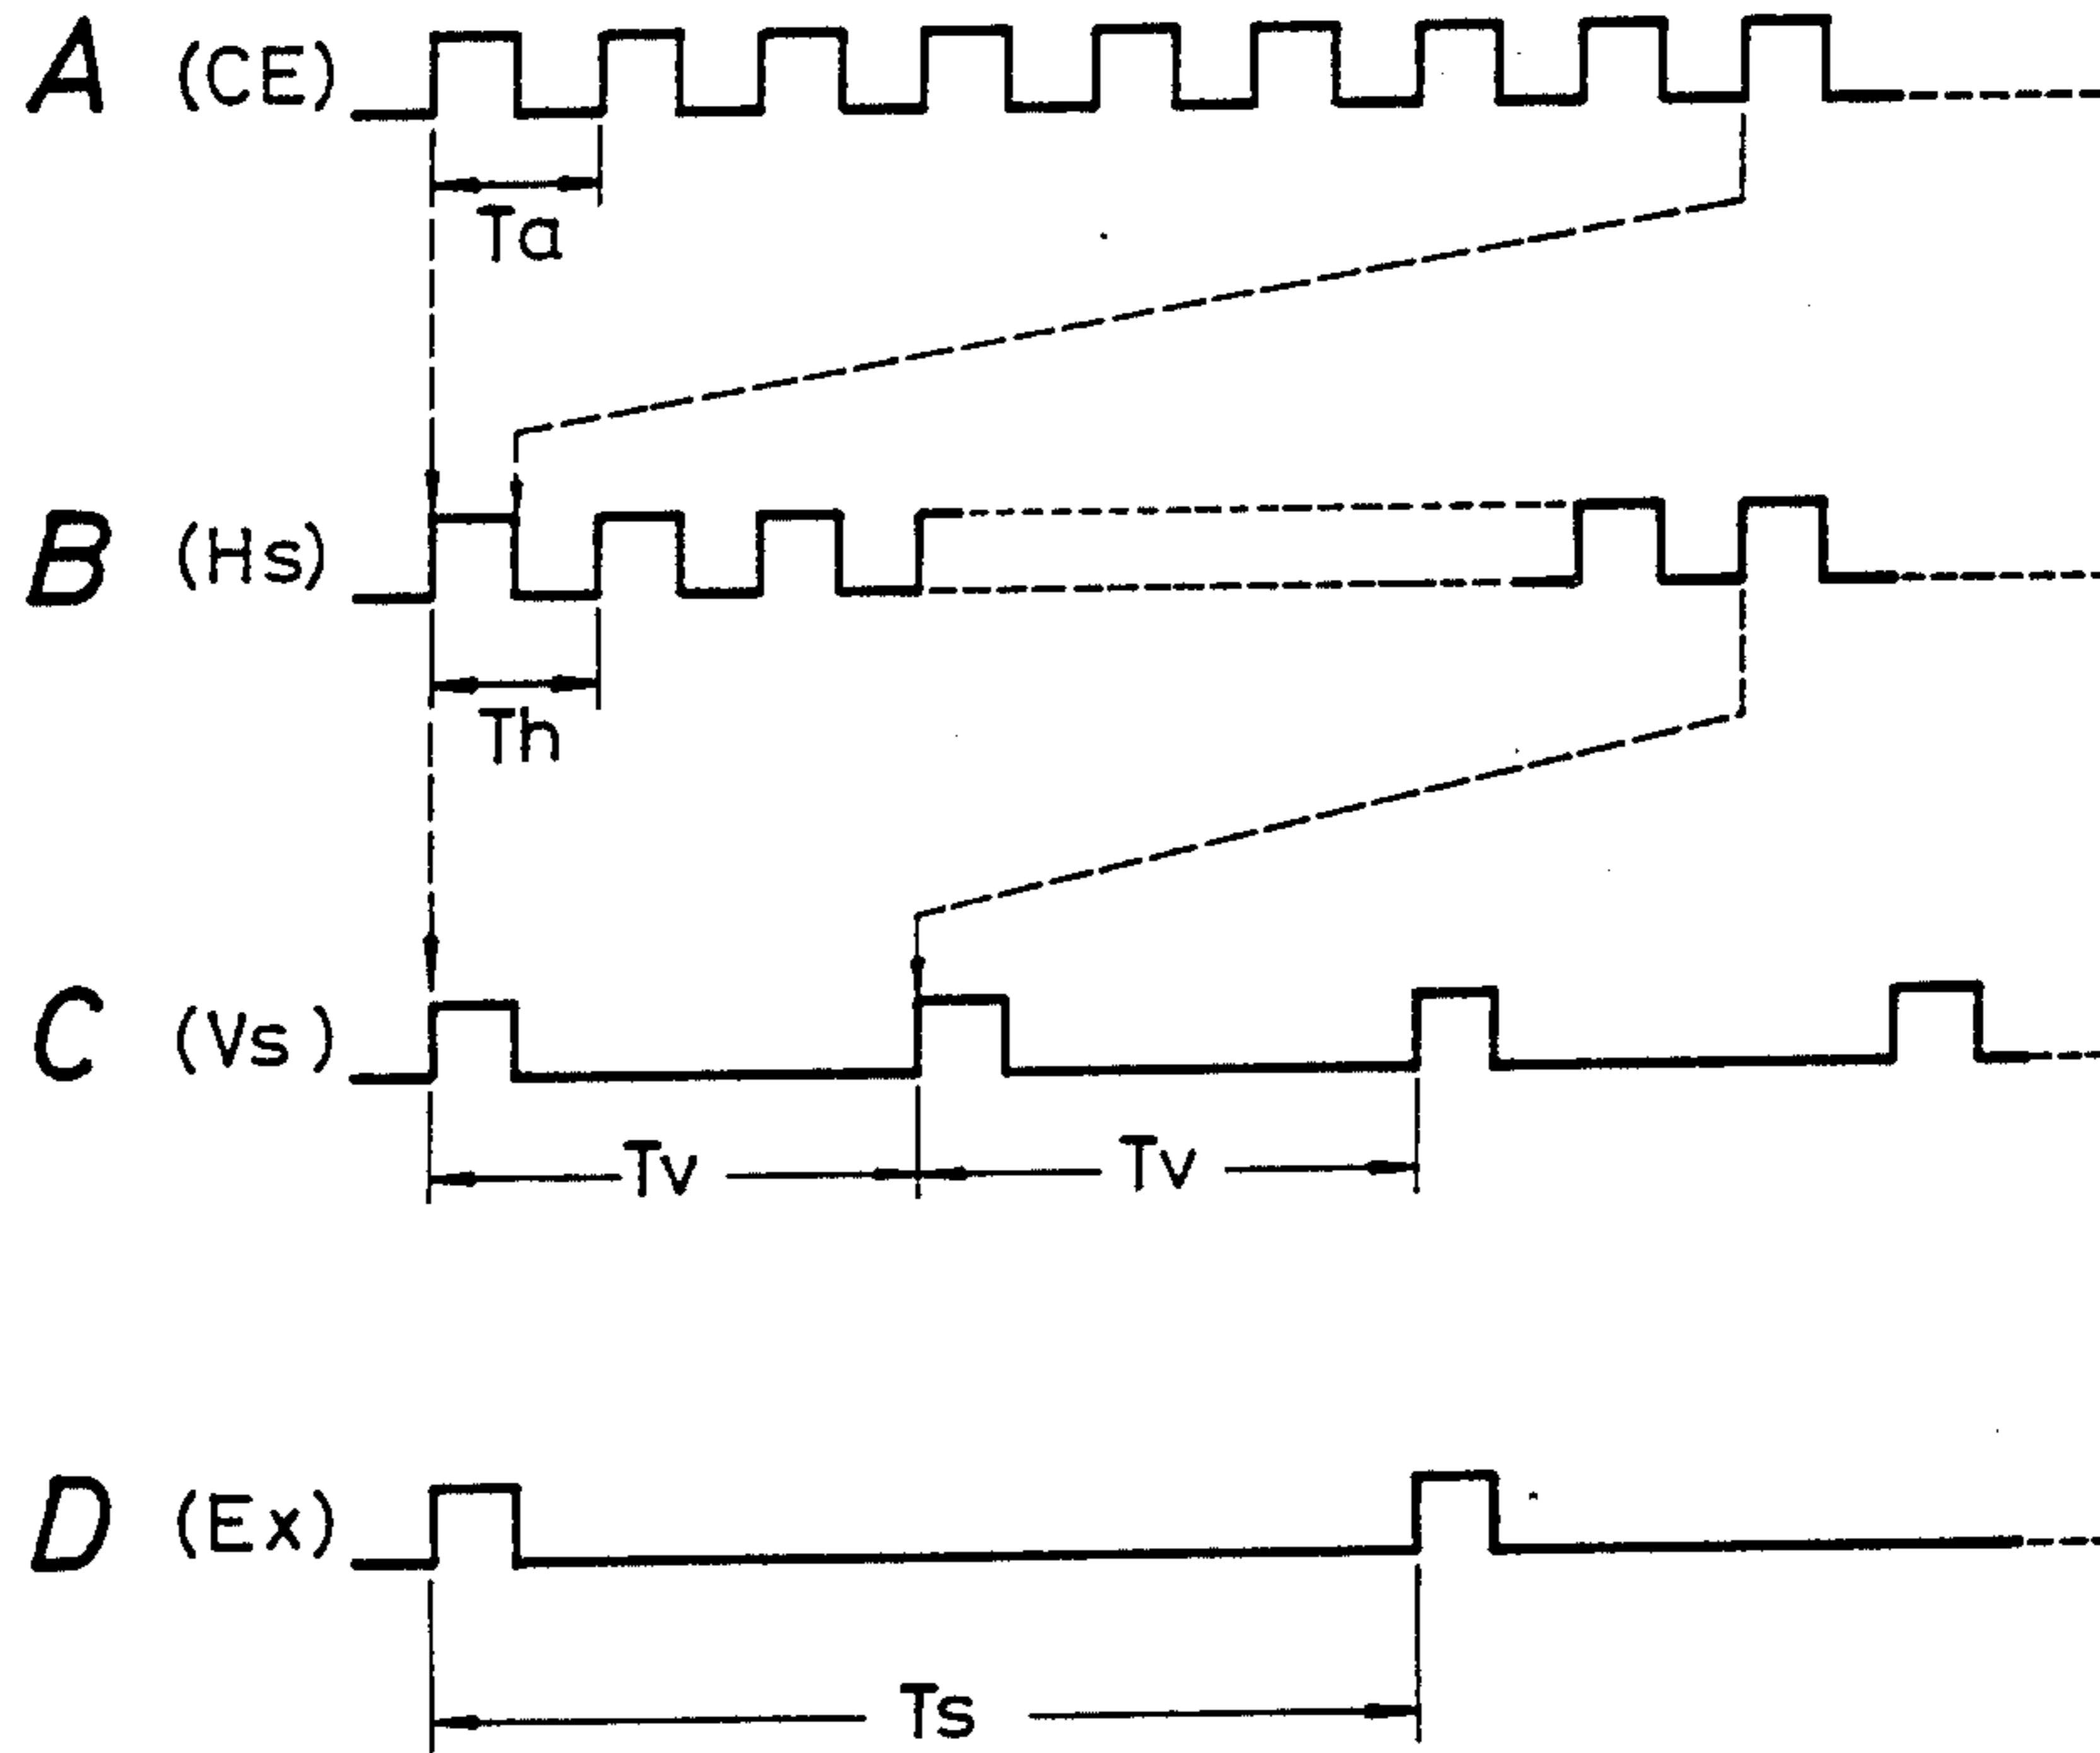 A (CE)
Ta
B (Hs)
Th
C (Vs)
Tv Tv
D (Ex)
Ts